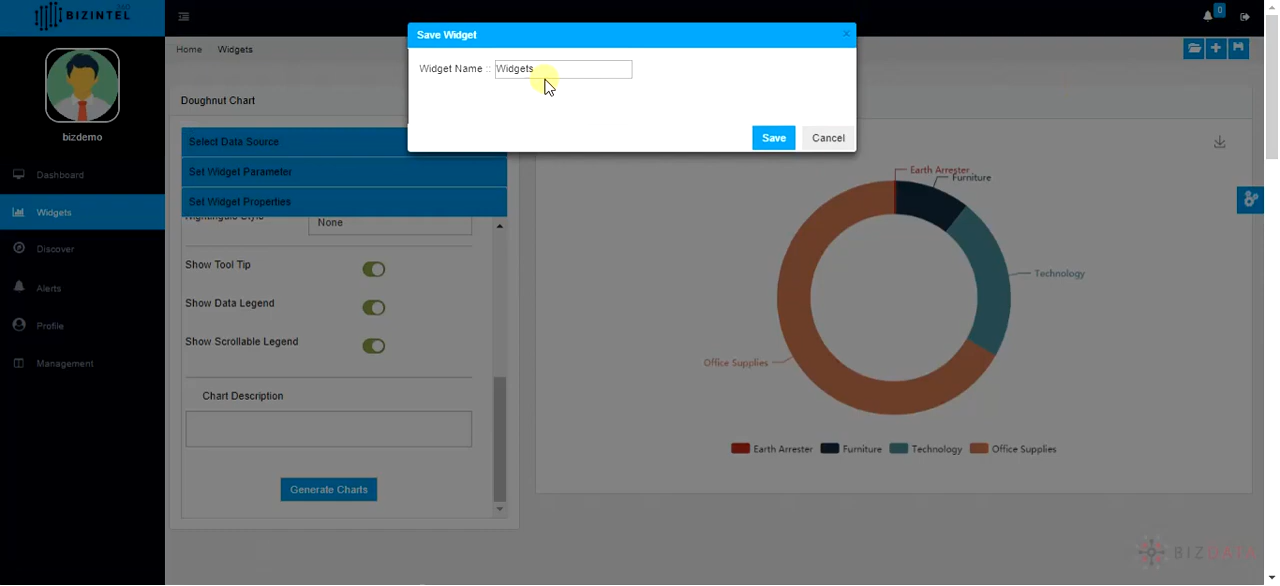 BIZINTEL 360
0
Save Widget
×
Widget Name ::
Widgets
Save
Cancel
Home
Widgets
bizdemo
Dashboard
Widgets
Discover
Alerts
Profile
Management
Doughnut Chart
Select Data Source
Set Widget Parameter
Set Widget Properties
Nightingale Style
None
Show Tool Tip
Show Data Legend
Show Scrollable Legend
Chart Description
Generate Charts
Earth Arrester
Furniture
Technology
Office Supplies
Earth Arrester
Furniture
Technology
Office Supplies
BIZDATA